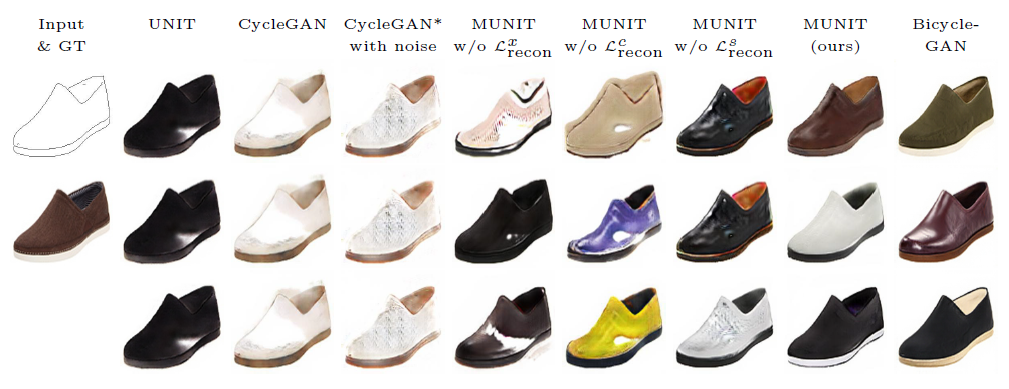 Input
& GT
UNIT
CycleGAN
CycleGAN*
with noise
MUNIT
w/o ℒ^x_recon
MUNIT
w/o ℒ^c_recon
MUNIT
w/o ℒ^s_recon
MUNIT
(ours)
Bicycle-
GAN